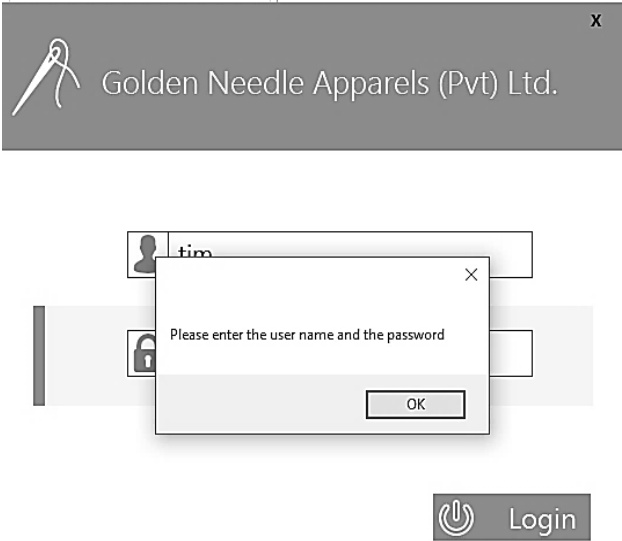 X
Golden Needle Apparels (Pvt) Ltd.
tim
Please enter the user name and the password
OK
Login